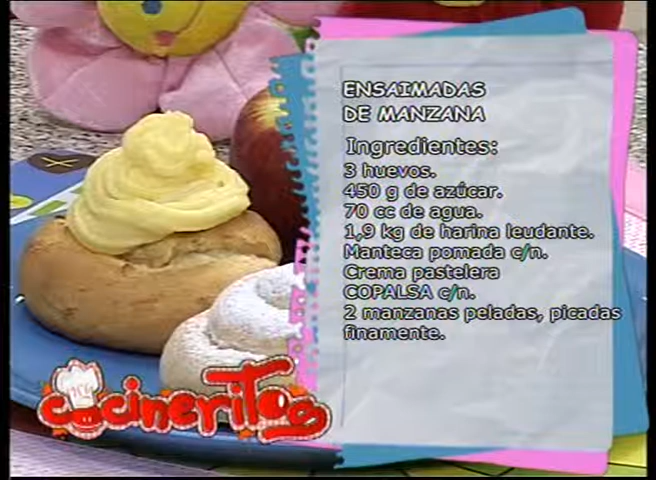 ENSAIMADAS
DE MANZANA
Ingredientes:
3 huevos.
450 g de azúcar.
70 cc de agua.
1,9 kg de harina leudante.
Manteca pomada c/n.
Crema pastelera
COPALSA c/n.
2 manzanas peladas, picadas
finamente.
Cocineritos